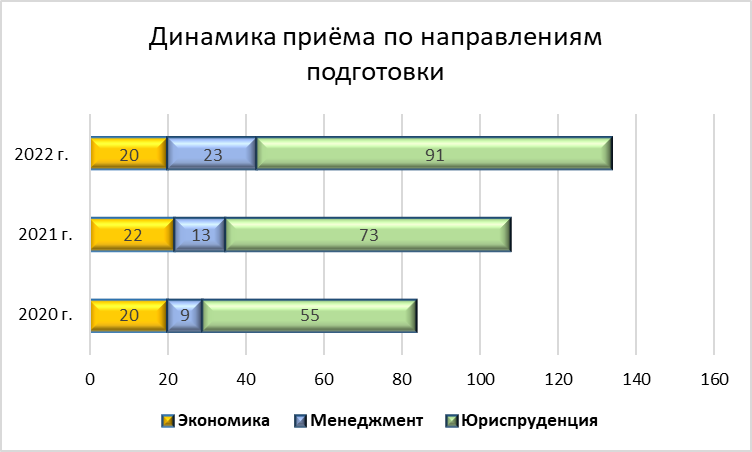 Динамика приёма по направлениям
подготовки
2022 г.
20 23 91
2021 г.
22 13 73
2020 г.
20 9 55
0 20 40 60 80 100 120 140 160
Экономика Менеджмент Юриспруденция